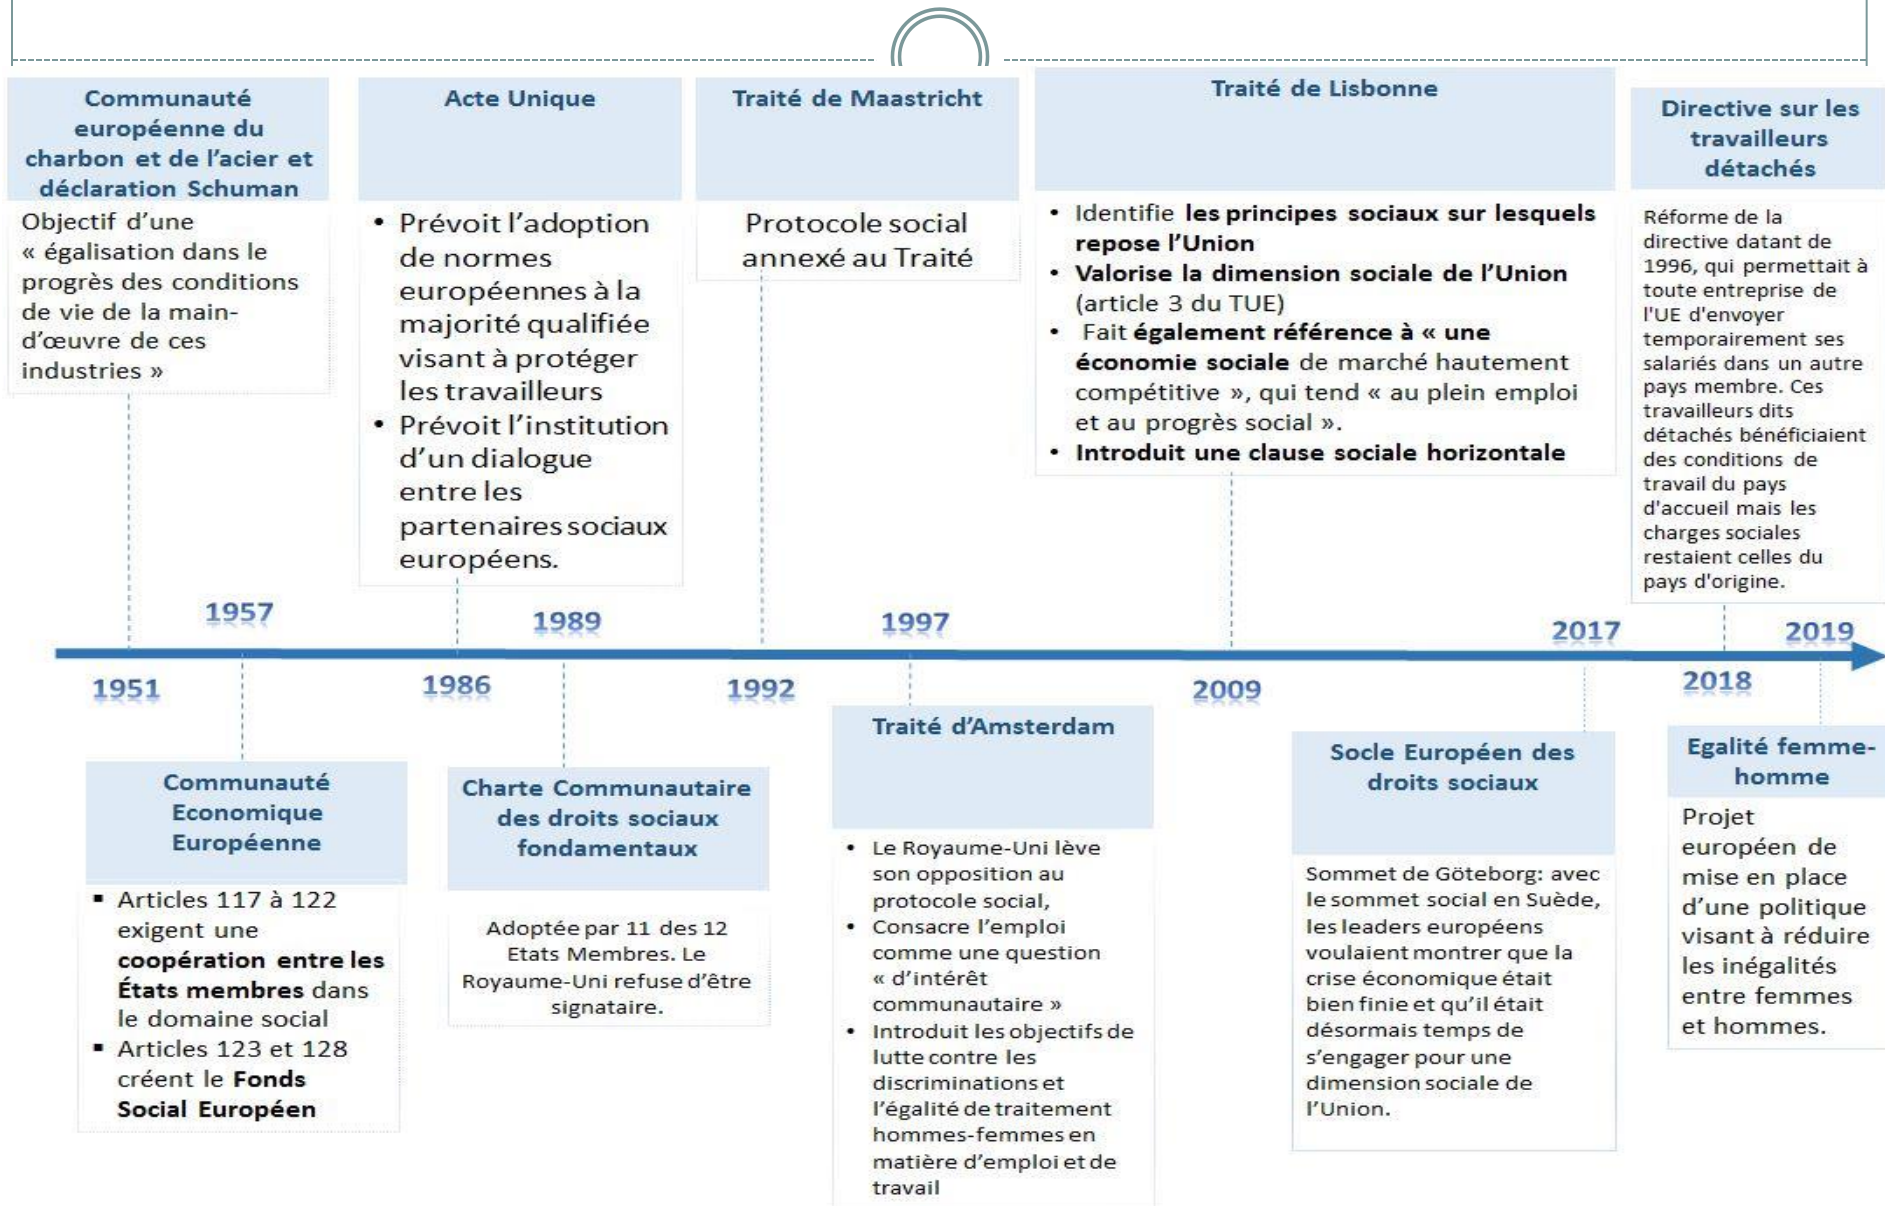 Communauté
européenne du
charbon et de l'acier et
déclaration Schuman
Objectif d'une
« égalisation dans le
progrès des conditions
de vie de la main-
d'œuvre de ces
industries »
Acte Unique
• Prévoit l'adoption
de normes
européennes à la
majorité qualifiée
visant à protéger
les travailleurs
• Prévoit l'institution
d'un dialogue
entre les
partenaires sociaux
européens.
Traité de Maastricht
Protocole social
annexé au Traité
Traité de Lisbonne
• Identifie les principes sociaux sur lesquels
repose l'Union
• Valorise la dimension sociale de l'Union
(article 3 du TUE)
• Fait également référence à « une
économie sociale de marché hautement
compétitive », qui tend « au plein emploi
et au progrès social ».
• Introduit une clause sociale horizontale
Directive sur les
travailleurs
détachés
Réforme de la
directive datant de
1996, qui permettait à
toute entreprise de
l'UE d'envoyer
temporairement ses
salariés dans un autre
pays membre. Ces
travailleurs dits
détachés bénéficiaient
des conditions de
travail du pays
d'accueil mais les
charges sociales
restaient celles du
pays d'origine.
1957
1989
1997
2017
2019
1951
1986
1992
2009
2018
Communauté
Economique
Européenne
▪ Articles 117 à 122
exigent une
coopération entre les
États membres dans
le domaine social
▪ Articles 123 et 128
créent le Fonds
Social Européen
Charte Communautaire
des droits sociaux
fondamentaux
Adoptée par 11 des 12
Etats Membres. Le
Royaume-Uni refuse d'être
signataire.
Traité d'Amsterdam
• Le Royaume-Uni lève
son opposition au
protocole social,
• Consacre l'emploi
comme une question
« d'intérêt
communautaire »
• Introduit les objectifs de
lutte contre les
discriminations et
l'égalité de traitement
hommes-femmes en
matière d'emploi et de
travail
Socle Européen des
droits sociaux
Sommet de Göteborg: avec
le sommet social en Suède,
les leaders européens
voulaient montrer que la
crise économique était
bien finie et qu'il était
désormais temps de
s'engager pour une
dimension sociale de
l'Union.
Egalité femme-
homme
Projet
européen de
mise en place
d'une politique
visant à réduire
les inégalités
entre femmes
et hommes.